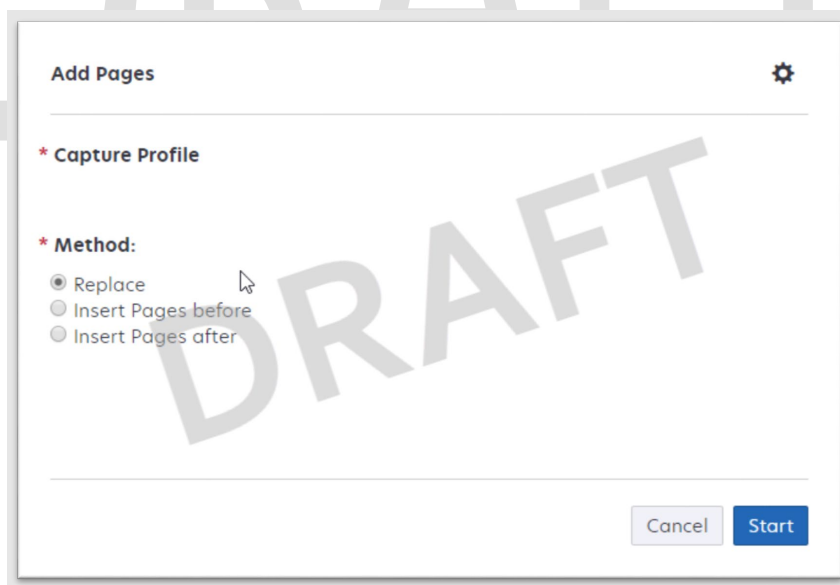 Add Pages
* Capture Profile
* Method:
Replace
Insert Pages before
Insert Pages after
DRAFT
Cancel
Start